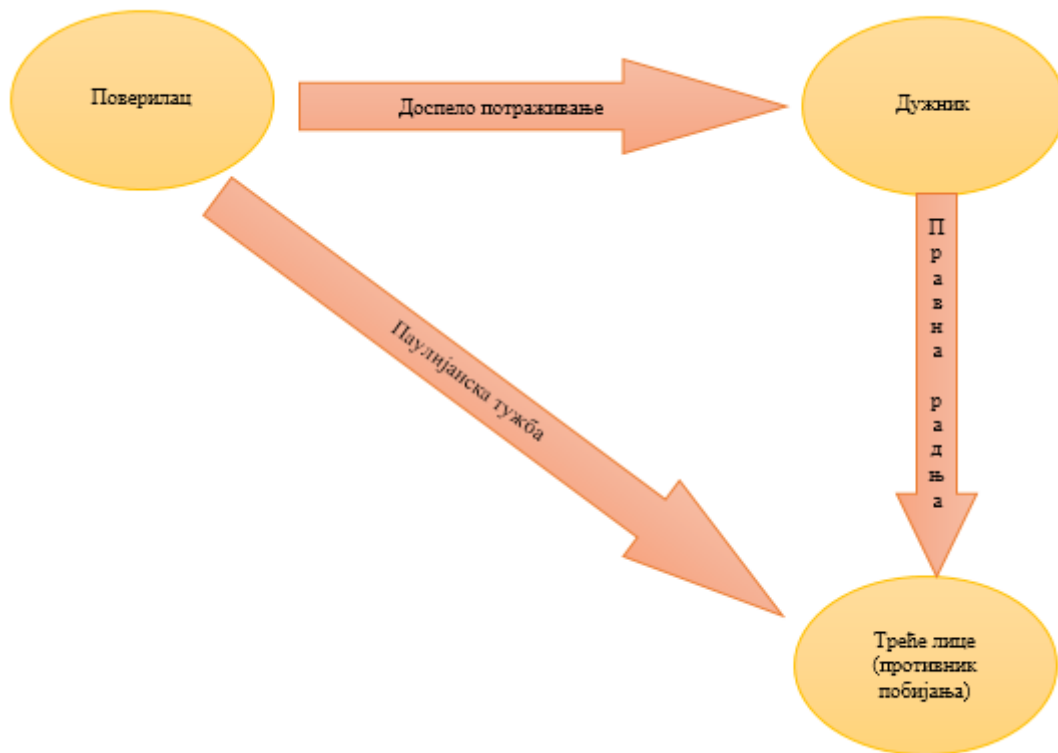 Поверилац
Доспело потраживање
Дужник
Правна радња
Паулијанска тужба
Треће лице
(противник
побијања)